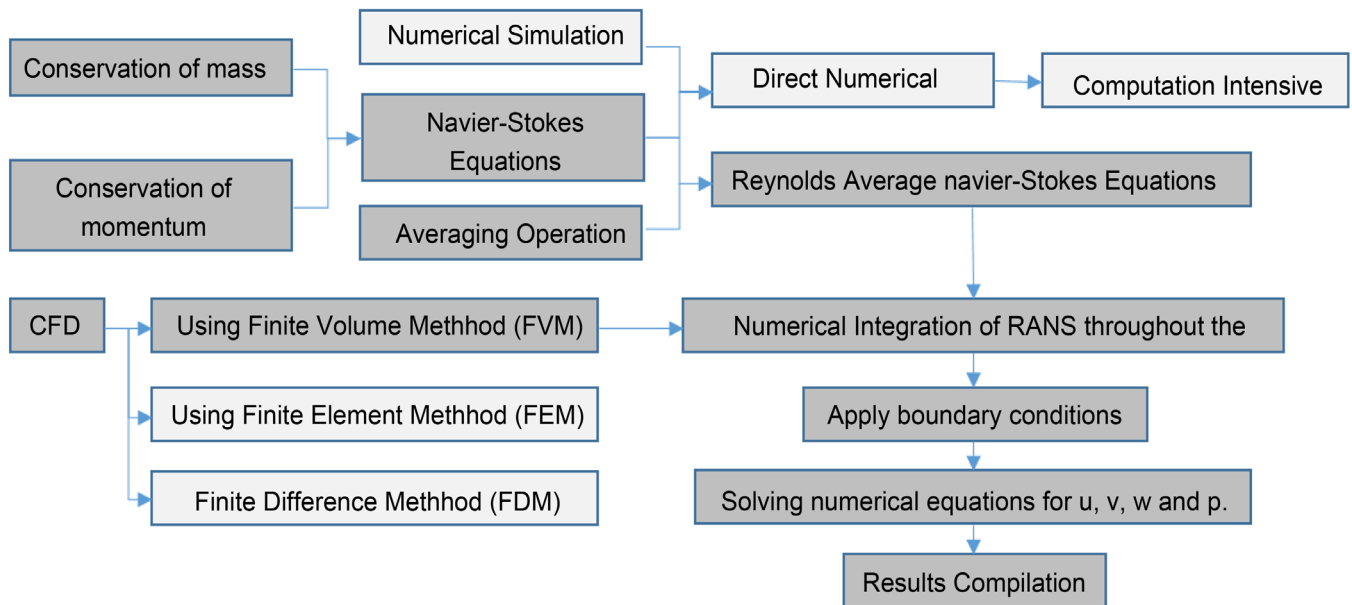 Numerical Simulation
Conservation of mass
Direct Numerical
Computation Intensive
Navier-Stokes
Equations
Conservation of
momentum
Reynolds Average navier-Stokes Equations
Averaging Operation
CFD
Using Finite Volume Methhod (FVM)
Numerical Integration of RANS throughout the
Using Finite Element Methhod (FEM)
Apply boundary conditions
Finite Difference Methhod (FDM)
Solving numerical equations for u, v, w and p.
Results Compilation